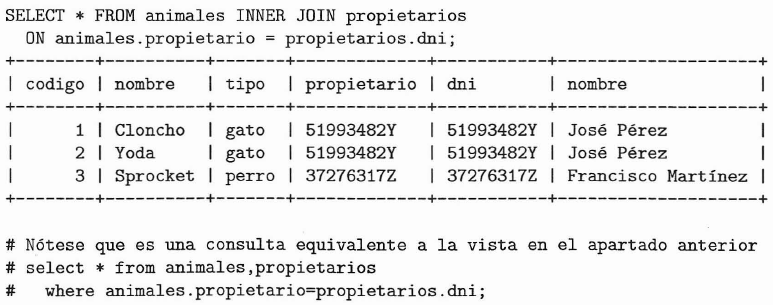 SELECT * FROM animales INNER JOIN propietarios
  ON animales.propietario = propietarios.dni;
+--------+----------+-------+-------------+-----------+--------------------+
| codigo | nombre   | tipo  | propietario | dni       | nombre             |
+--------+----------+-------+-------------+-----------+--------------------+
|      1 | Cloncho  | gato  | 51993482Y   | 51993482Y | José Pérez         |
|      2 | Yoda     | gato  | 51993482Y   | 51993482Y | José Pérez         |
|      3 | Sprocket | perro | 37276317Z   | 37276317Z | Francisco Martínez |
+--------+----------+-------+-------------+-----------+--------------------+
# Nótese que es una consulta equivalente a la vista en el apartado anterior
# select * from animales,propietarios
#   where animales.propietario=propietarios.dni;